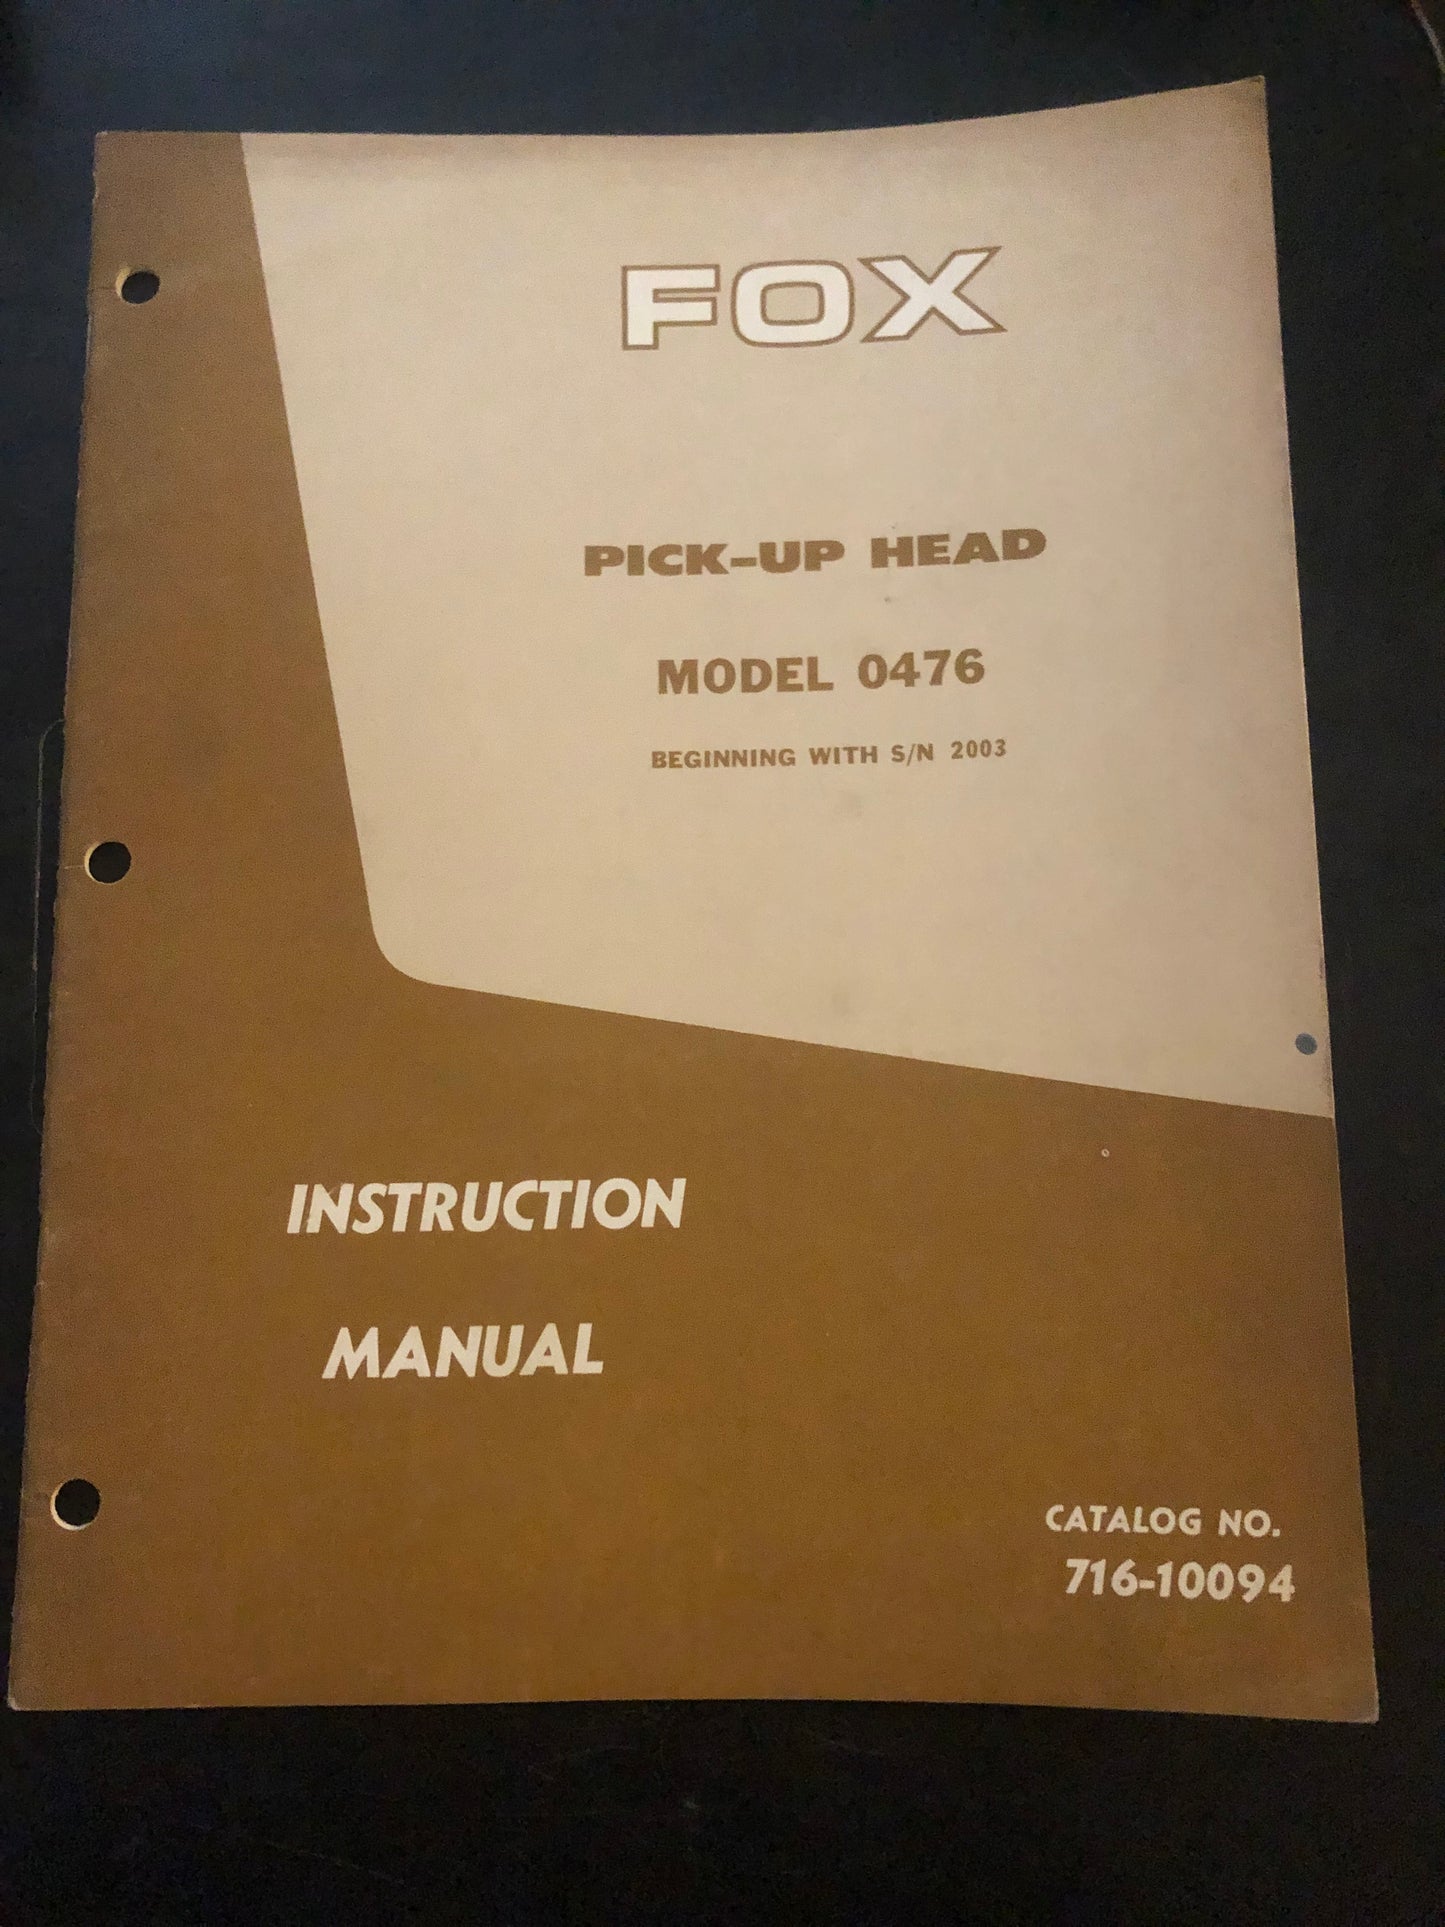 FOX
PICK-UP HEAD
MODEL 0476
BEGINNING WITH S/N 2003
INSTRUCTION
MANUAL
CATALOG NO.
716-10094